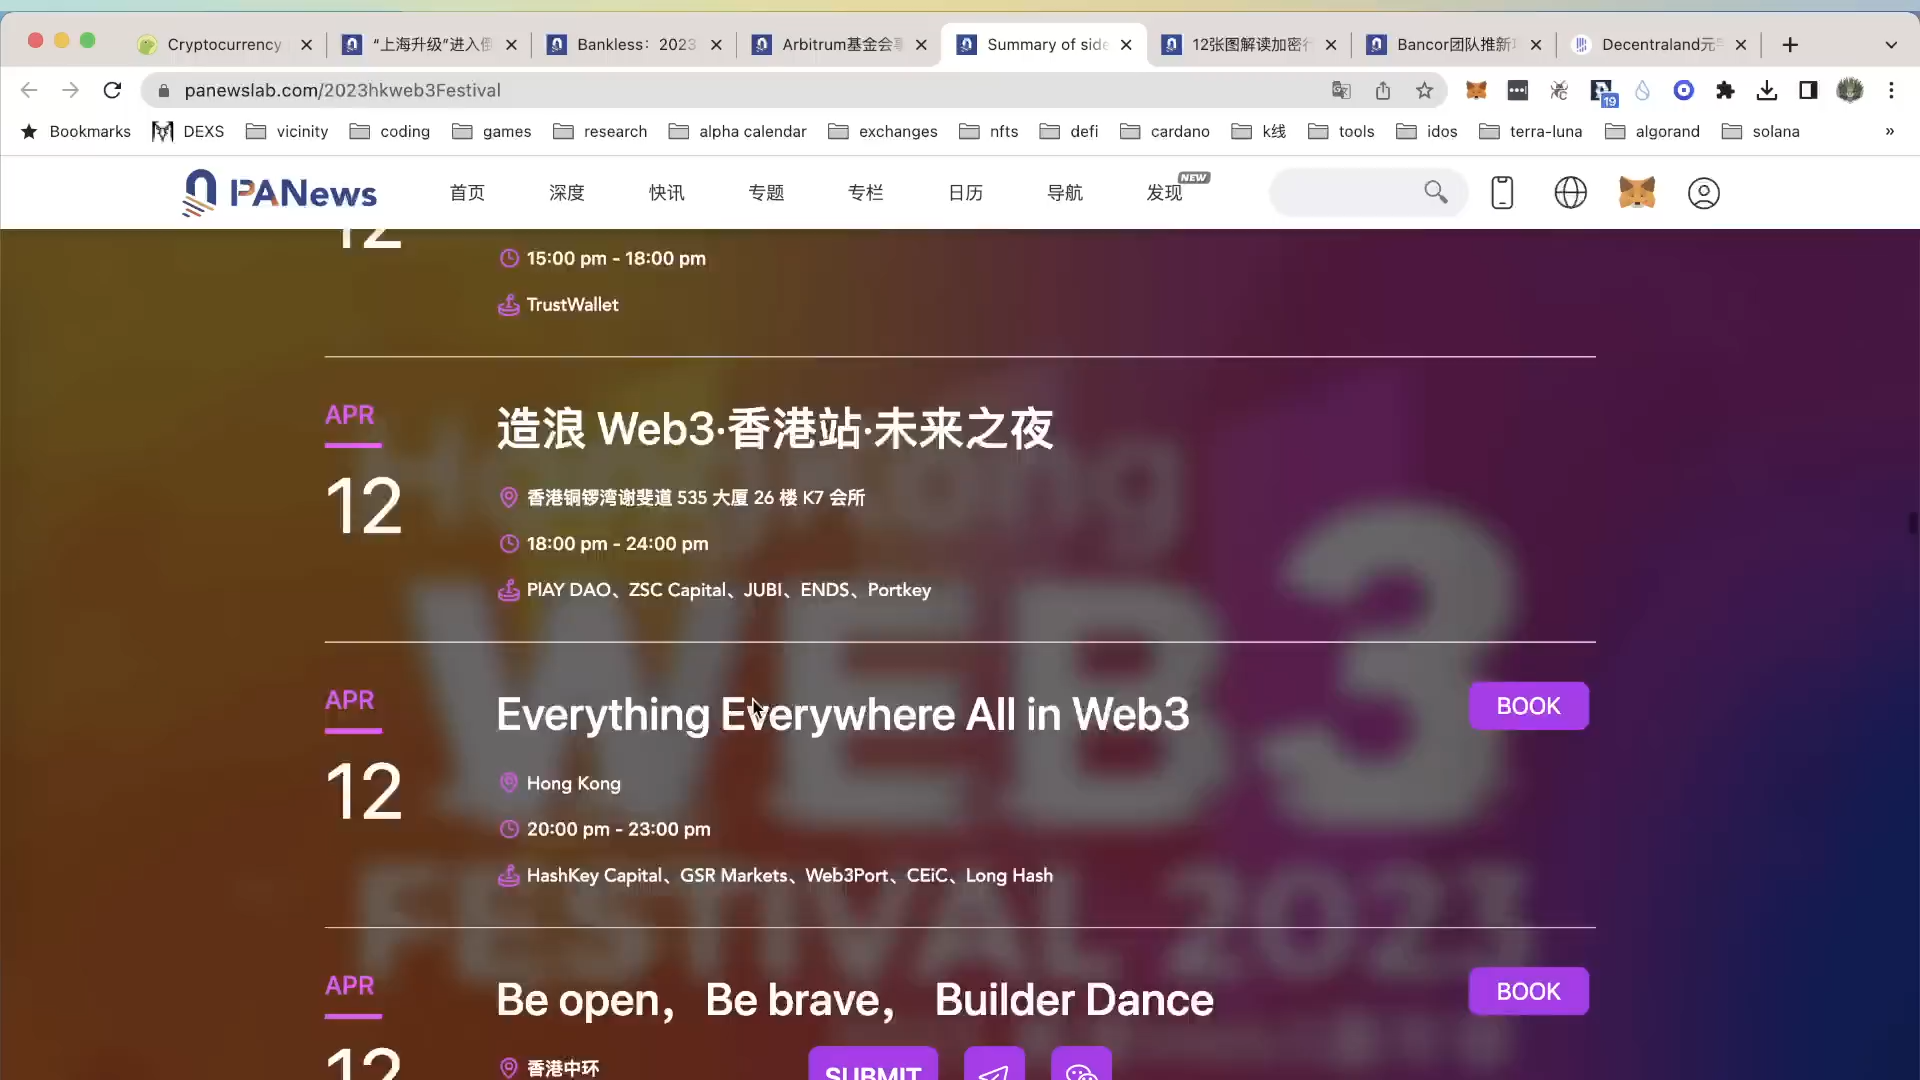 Cryptocurrency
“上海升级”进入
Bankless：2023
Arbitrum基金会
Summary of side
12张图解读加密
Bancor团队推新
Decentraland元
panewslab.com/2023hkweb3Festival
19
Bookmarks
DEXS
vicinity
coding
games
research
alpha calendar
exchanges
nfts
defi
cardano
k线
tools
idos
terra-luna
algorand
solana
»
PANews
首页
深度
快讯
专题
专栏
日历
导航
发现
NEW
12
15:00 pm - 18:00 pm
TrustWallet
APR
12
造浪 Web3·香港站·未来之夜
香港铜锣湾谢斐道 535 大厦 26 楼 K7 会所
18:00 pm - 24:00 pm
PlAY DAO、ZSC Capital、JUBI、ENDS、Portkey
APR
12
Everything Everywhere All in Web3
BOOK
Hong Kong
20:00 pm - 23:00 pm
HashKey Capital、GSR Markets、Web3Port、CEiC、Long Hash
APR
12
Be open，Be brave， Builder Dance
BOOK
香港中环
SUBMIT
HongKong
WEB3
FESTIVAL 2023